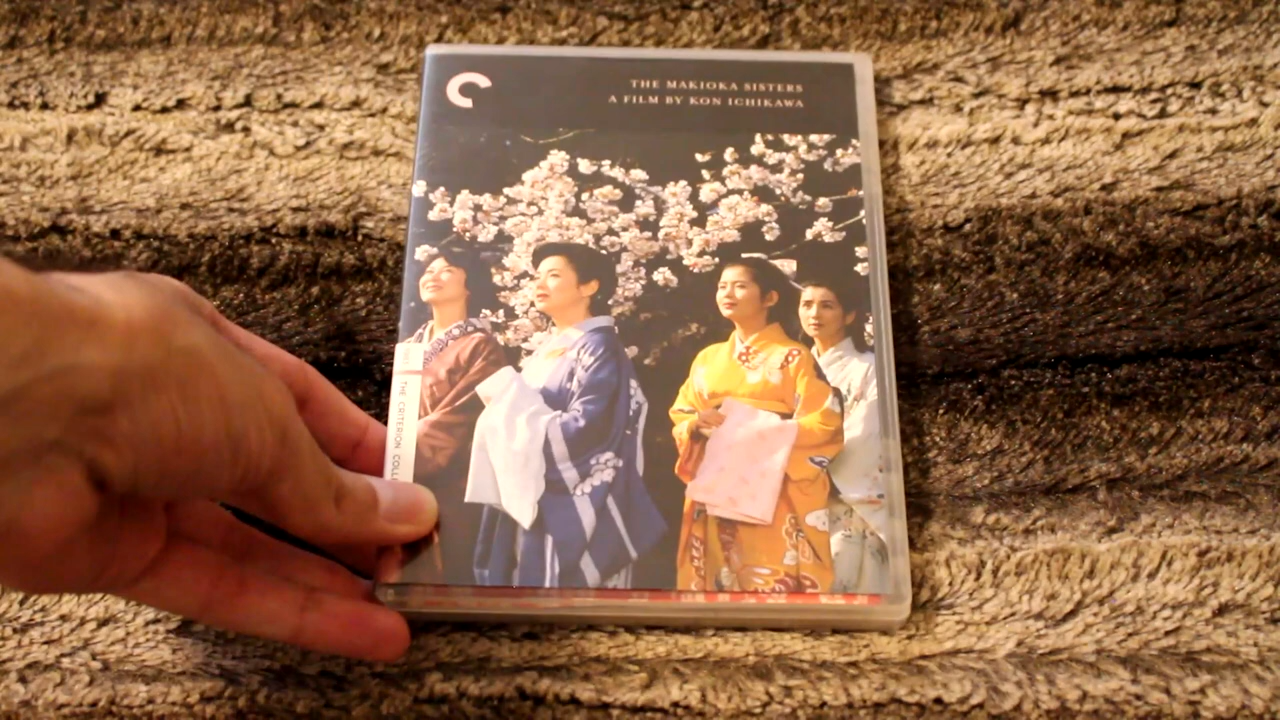 THE MAKIOKA SISTERS
A FILM BY KON ICHIKAWA
THE CRITERION COLL